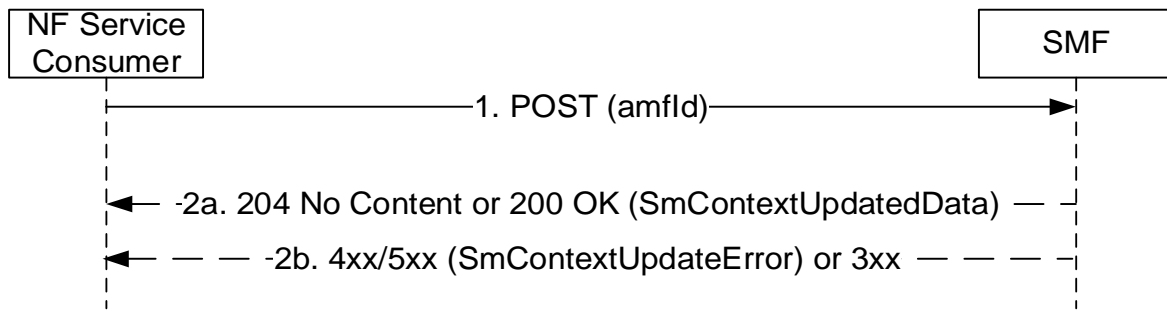 NF Service
Consumer
SMF
1. POST (amfId)
2a. 204 No Content or 200 OK (SmContextUpdatedData)
2b. 4xx/5xx (SmContextUpdateError) or 3xx